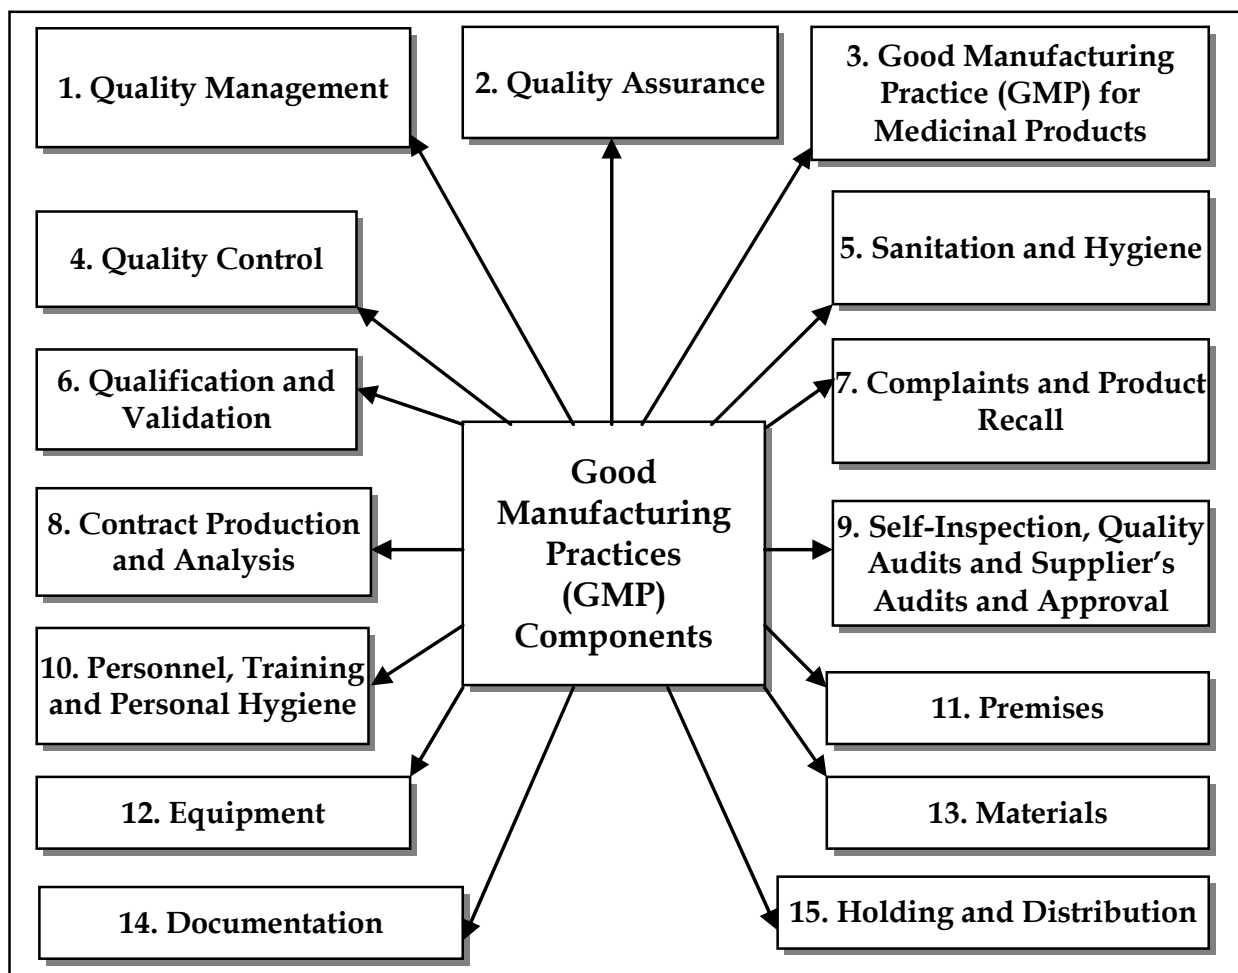 1. Quality Management
2. Quality Assurance
3. Good Manufacturing
Practice (GMP) for
Medicinal Products
4. Quality Control
5. Sanitation and Hygiene
6. Qualification and
Validation
7. Complaints and Product
Recall
Good
Manufacturing
Practices
(GMP)
Components
8. Contract Production
and Analysis
9. Self-Inspection, Quality
Audits and Supplier’s
Audits and Approval
10. Personnel, Training
and Personal Hygiene
11. Premises
12. Equipment
13. Materials
14. Documentation
15. Holding and Distribution